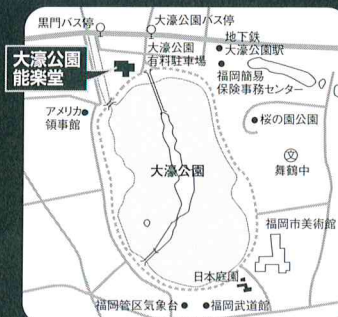 黒門バス停
大濠公園バス停
地下鉄
大濠公園駅
大濠公園
有料駐車場
大濠公園
能楽堂
福岡簡易
保険事務センター
アメリカ
領事館
桜の園公園
文
舞鶴中
大濠公園
福岡市美術館
日本庭園
福岡管区気象台
福岡武道館